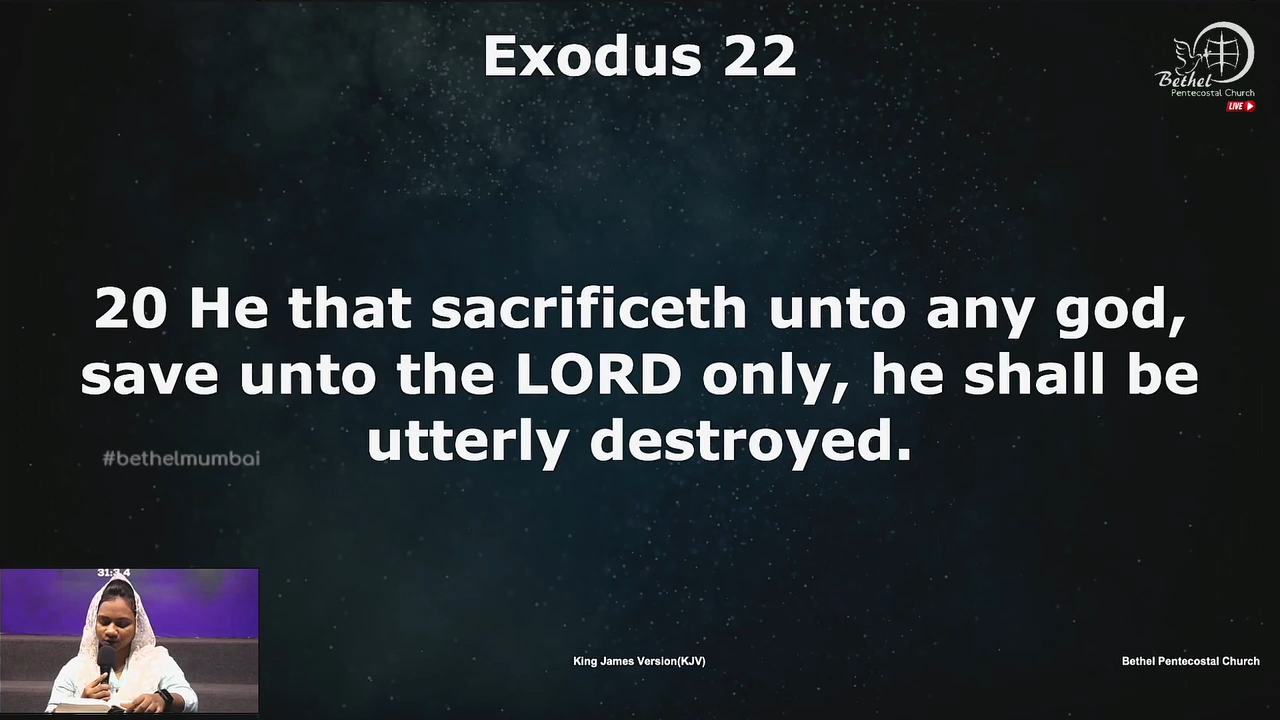 Exodus 22
Bethel
Pentecostal Church
LIVE
20 He that sacrificeth unto any god,
save unto the LORD only, he shall be
utterly destroyed.
#bethelmumbai
King James Version(KJV)
Bethel Pentecostal Church